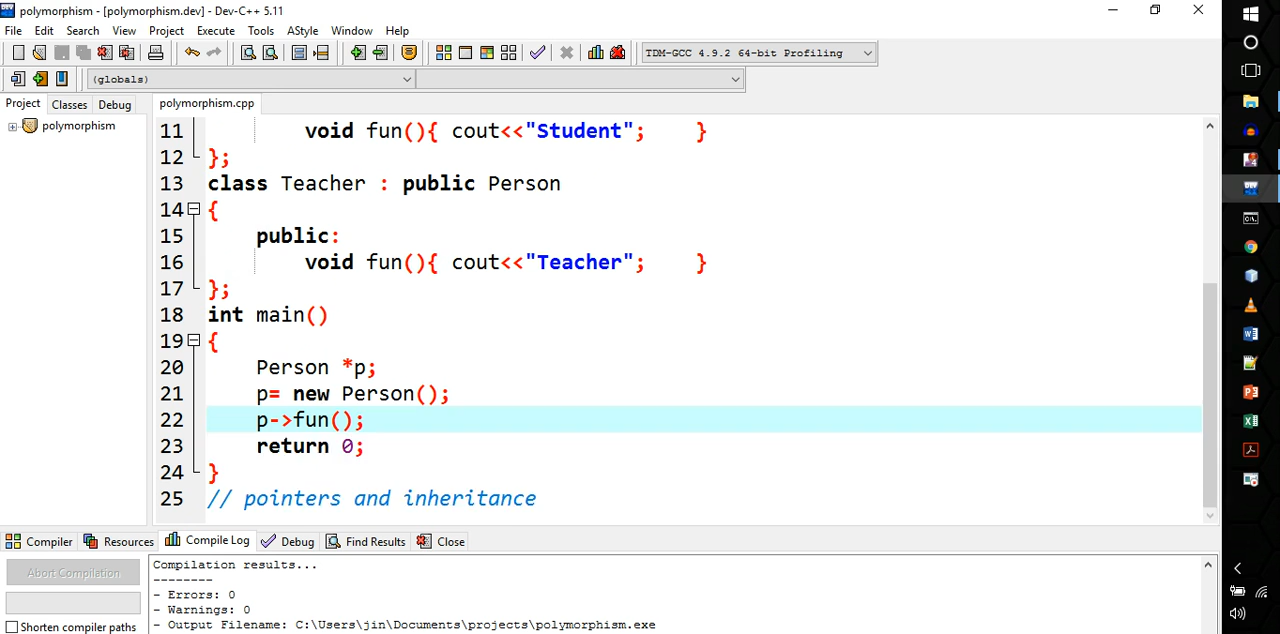 polymorphism - [polymorphism.dev] - Dev-C++ 5.11
File Edit Search View Project Execute Tools AStyle Window Help
TDM-GCC 4.9.2 64-bit Profiling
(globals)
Project Classes Debug polymorphism.cpp
polymorphism
11 void fun(){ cout<<"Student"; }
12 };
13 class Teacher : public Person
14 {
15 public:
16 void fun(){ cout<<"Teacher"; }
17 };
18 int main()
19 {
20 Person *p;
21 p= new Person();
22 p->fun();
23 return 0;
24 }
25 // pointers and inheritance
Compiler Resources Compile Log Debug Find Results Close
Abort Compilation
Shorten compiler paths
Compilation results...
--------
- Errors: 0
- Warnings: 0
- Output Filename: C:\Users\jin\Documents\projects\polymorphism.exe